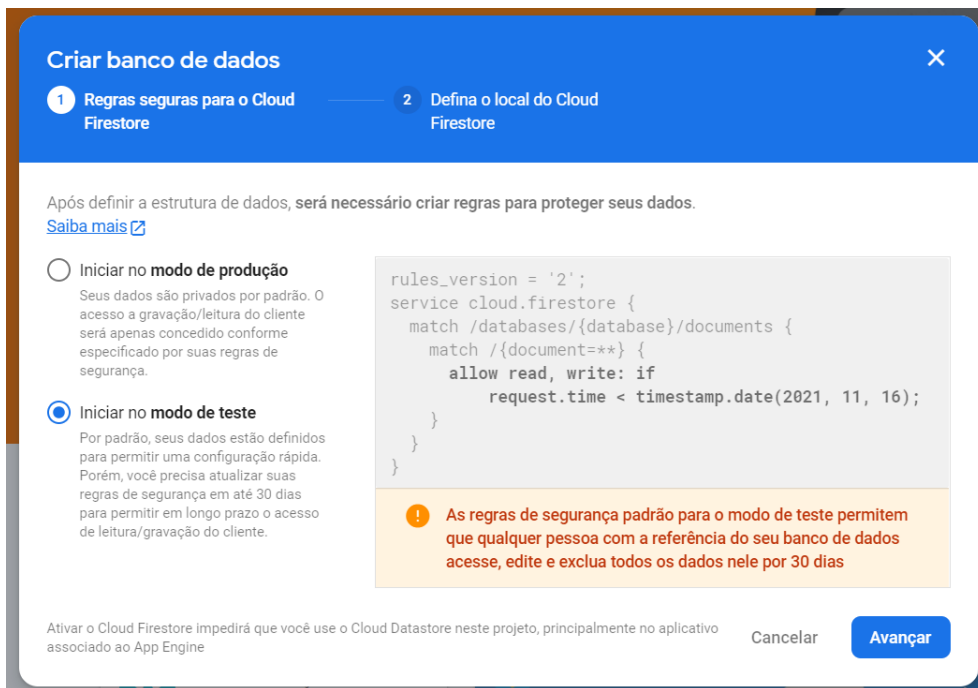 Criar banco de dados
1 Regras seguras para o Cloud
Firestore
2 Defina o local do Cloud
Firestore
Após definir a estrutura de dados, será necessário criar regras para proteger seus dados.
Saiba mais
Iniciar no modo de produção
Seus dados são privados por padrão. O
acesso a gravação/leitura do cliente
será apenas concedido conforme
especificado por suas regras de
segurança.
Iniciar no modo de teste
Por padrão, seus dados estão definidos
para permitir uma configuração rápida.
Porém, você precisa atualizar suas
regras de segurança em até 30 dias
para permitir em longo prazo o acesso
de leitura/gravação do cliente.
rules_version = '2';
service cloud.firestore {
  match /databases/{database}/documents {
    match /{document=**} {
      allow read, write: if
          request.time < timestamp.date(2021, 11, 16);
    }
  }
}
As regras de segurança padrão para o modo de teste permitem
que qualquer pessoa com a referência do seu banco de dados
acesse, edite e exclua todos os dados nele por 30 dias
Ativar o Cloud Firestore impedirá que você use o Cloud Datastore neste projeto, principalmente no aplicativo
associado ao App Engine
Cancelar
Avançar